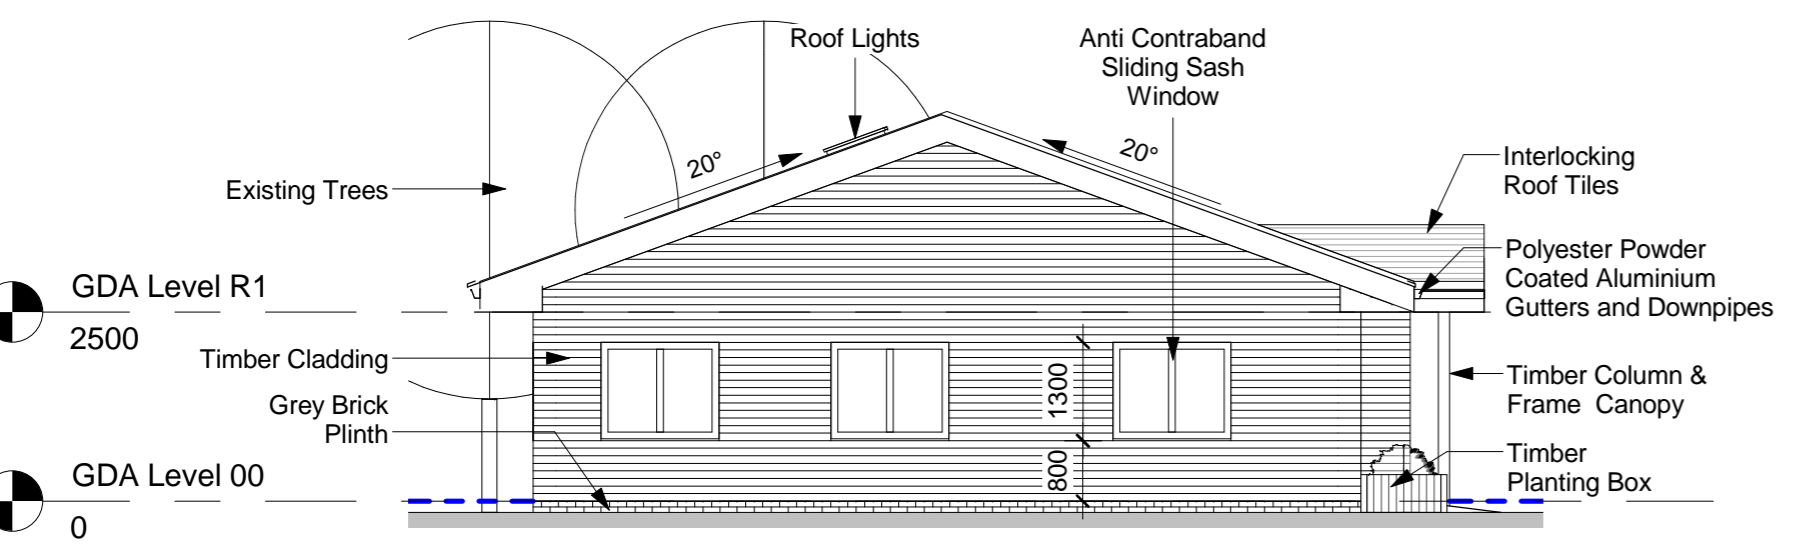 Roof Lights
Anti Contraband
Sliding Sash
Window
20°
20°
Existing Trees
Interlocking
Roof Tiles
Polyester Powder
Coated Aluminium
Gutters and Downpipes
GDA Level R1
2500
Timber Cladding
1300
Timber Column &
Frame Canopy
Grey Brick
Plinth
800
Timber
Planting Box
GDA Level 00
0